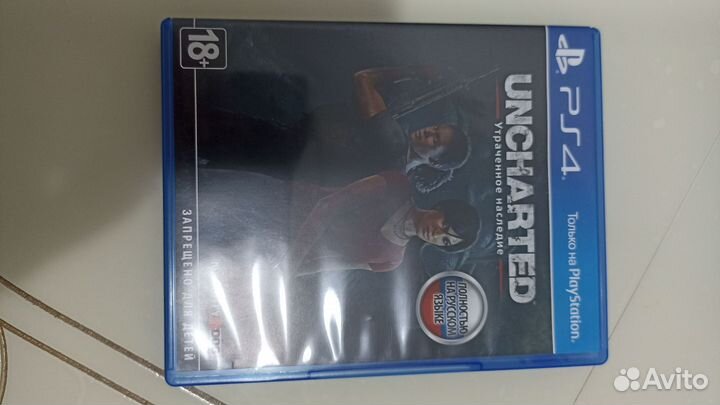 PS4
Только на PlayStation.
UNCHARTED
Утраченное наследие
ПОЛНОСТЬЮ
НА РУССКОМ
ЯЗЫКЕ
18+
ЗАПРЕЩЕНО ДЛЯ ДЕТЕЙ
Avito